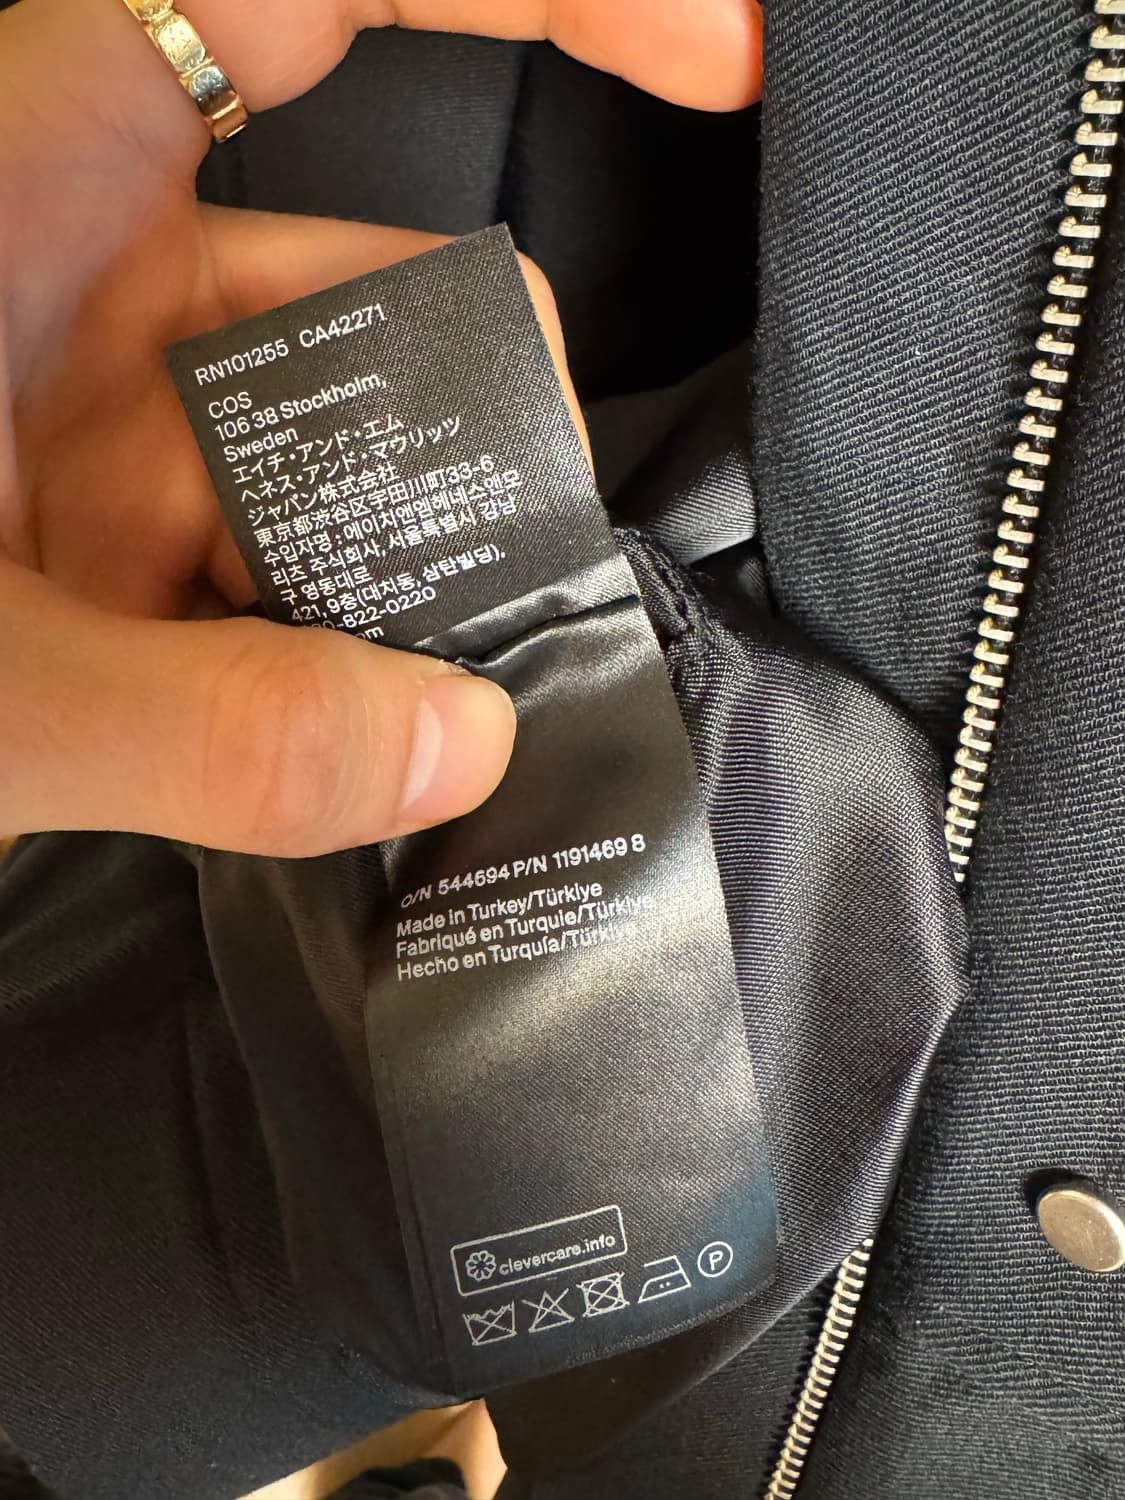 RN101255 CA42271
COS
106 38 Stockholm,
Sweden
エイチ・アンド・エム
ヘネス・アンド・マウリッツ
ジャパン株式会社
東京都渋谷区宇田川町33-6
수입자명 : 에이치앤엠헤네스앤모
리츠 주식회사, 서울특별시 강남
구 영동대로
421, 9층(대치동, 삼탄빌딩),
-822-0220
O/N 544694 P/N 1191469 8
Made in Turkey/Türkiye
Fabriqué en Turquie/Türkiye
Hecho en Turquía/Türkiye
clevercare.info
P